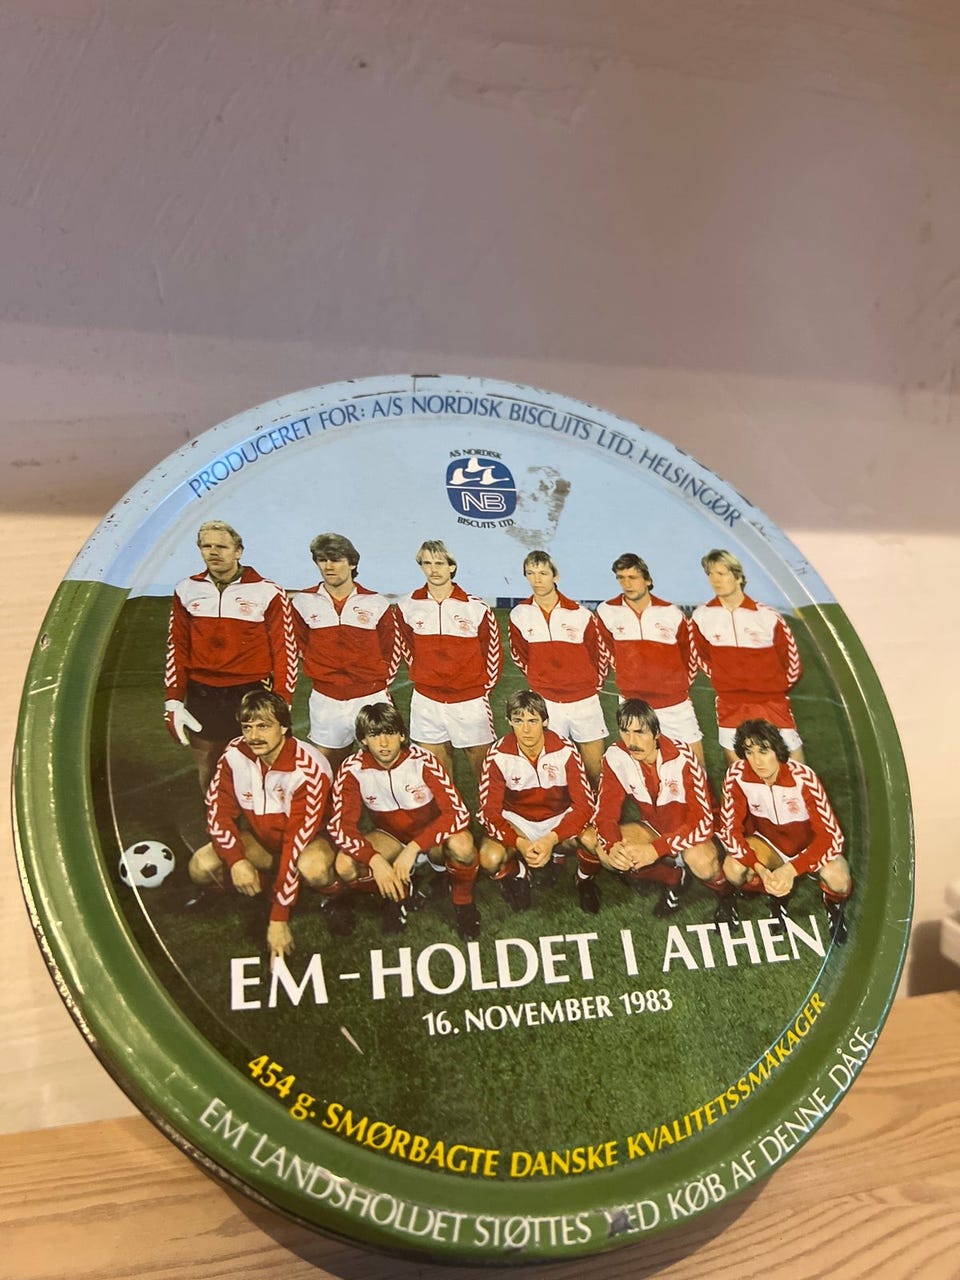 PRODUCERET FOR: A/S NORDISK BISCUITS LTD. HELSINGØR
A/S NORDISK
NB
BISCUITS LTD.
EM-HOLDET I ATHEN
16. NOVEMBER 1983
454 g. SMØRBAGTE DANSKE KVALITETSSMÅKAGER
EM LANDSHOLDET STØTTES VED KØB AF DENNE DÅSE.